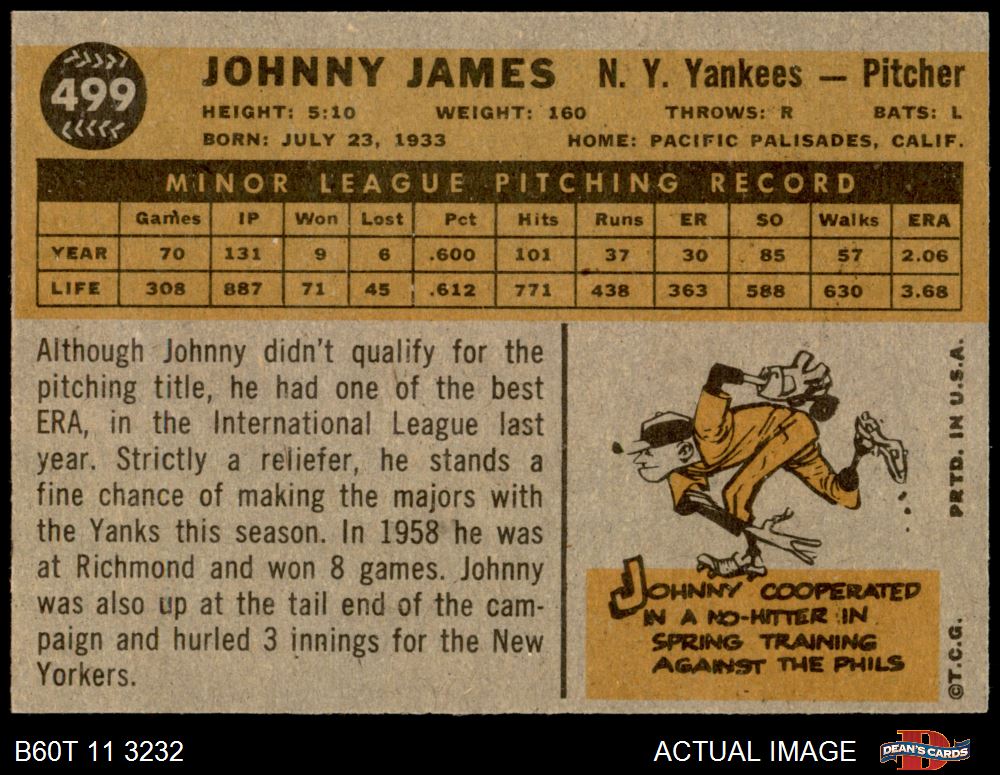 499
JOHNNY JAMES N. Y. Yankees — Pitcher
HEIGHT: 5:10 WEIGHT: 160 THROWS: R BATS: L
BORN: JULY 23, 1933 HOME: PACIFIC PALISADES, CALIF.
MINOR LEAGUE PITCHING RECORD
Games IP Won Lost Pct Hits Runs ER SO Walks ERA
YEAR 70 131 9 6 .600 101 37 30 85 57 2.06
LIFE 308 887 71 45 .612 771 438 363 588 630 3.68
Although Johnny didn't qualify for the
pitching title, he had one of the best
ERA, in the International League last
year. Strictly a reliefer, he stands a
fine chance of making the majors with
the Yanks this season. In 1958 he was
at Richmond and won 8 games. Johnny
was also up at the tail end of the cam-
paign and hurled 3 innings for the New
Yorkers.
JOHNNY COOPERATED
IN A NO-HITTER IN
SPRING TRAINING
AGAINST THE PHILS
©T.C.G. PRTD. IN U.S.A.
B60T 11 3232 ACTUAL IMAGE DEAN'S CARDS